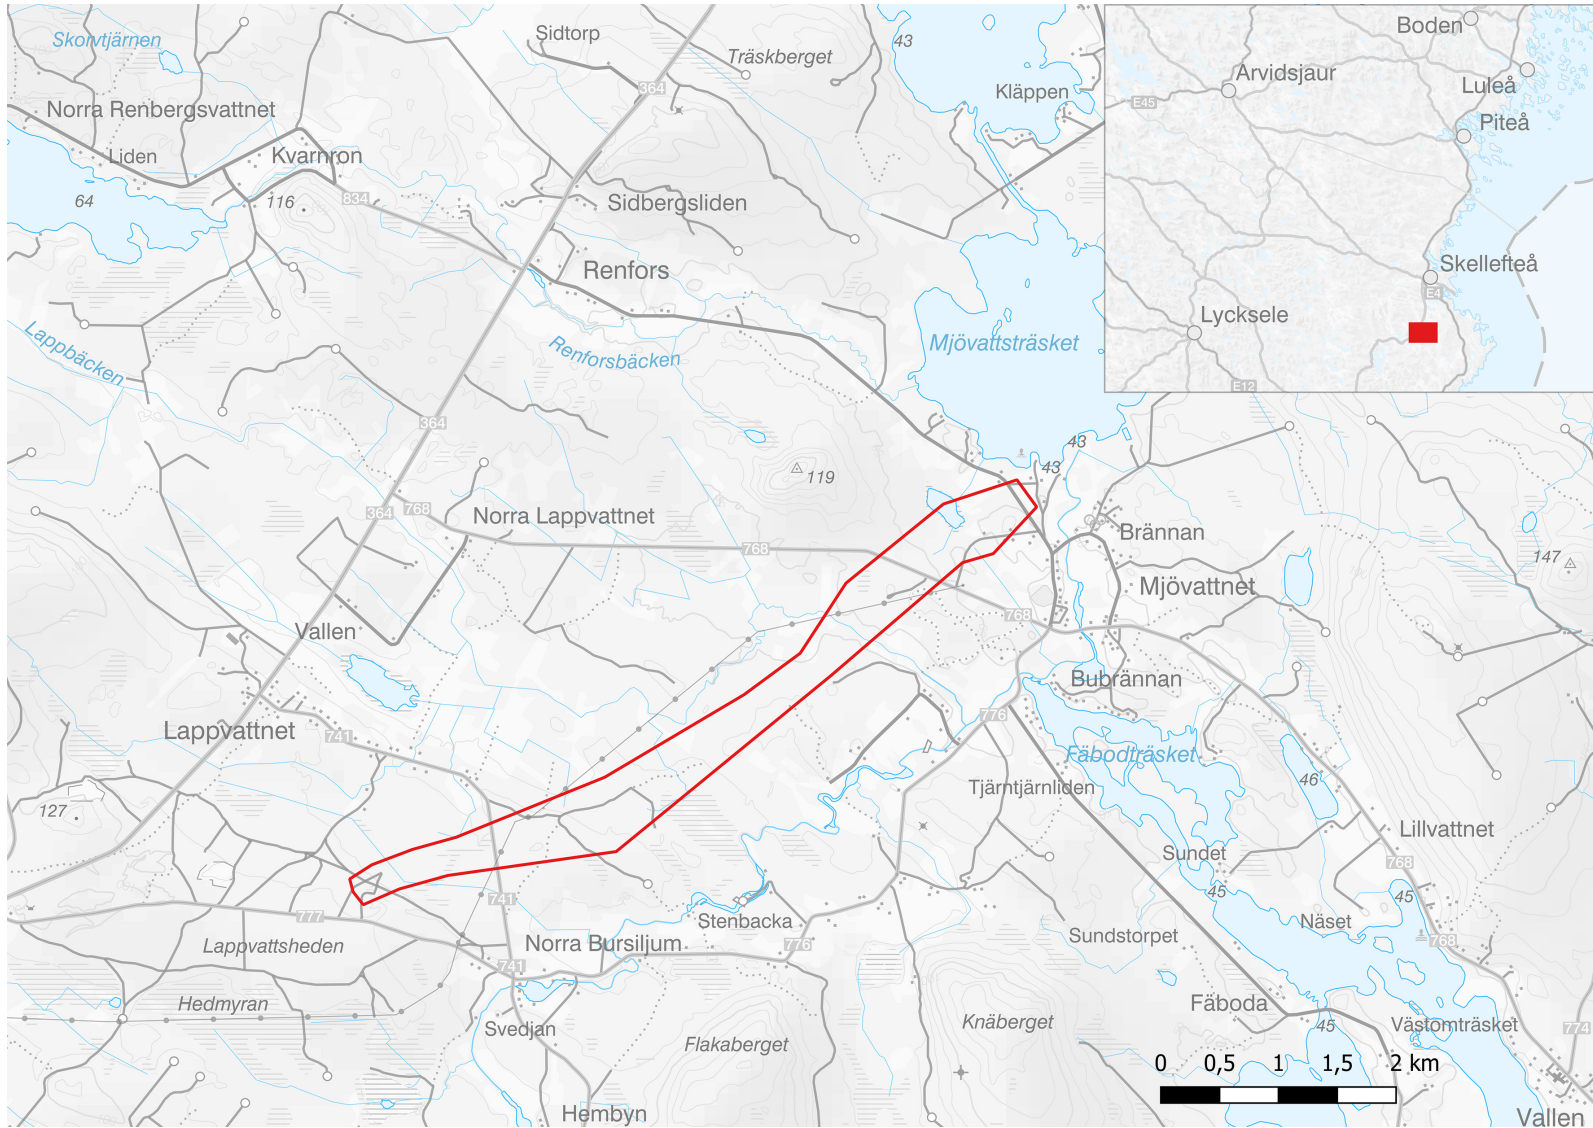 Skorvtjärnen
Sidtorp
Träskberget
43
Kläppen
Boden
Arvidsjaur
Luleå
E45
Piteå
364
Norra Renbergsvattnet
Liden
Kvarnron
64
116
834
Sidbergsliden
Renfors
Skellefteå
E4
Lycksele
E12
Lappbäcken
Renforsbäcken
Mjövattsträsket
364
43
43
119
364
768
Norra Lappvattnet
768
Brännan
147
Mjövattnet
768
Vallen
Bubrännan
776
Lappvattnet
741
Fäbodträsket
46
Tjärntjärnliden
127
Lillvattnet
Sundet
768
45
45
741
777
Stenbacka
Näset
Lappvattsheden
Norra Bursiljum
776
Sundstorpet
768
741
Hedmyran
Svedjan
Fäboda
Knäberget
45
Västomträsket
774
Flakaberget
0 0,5 1 1,5 2 km
Hembyn
Vallen